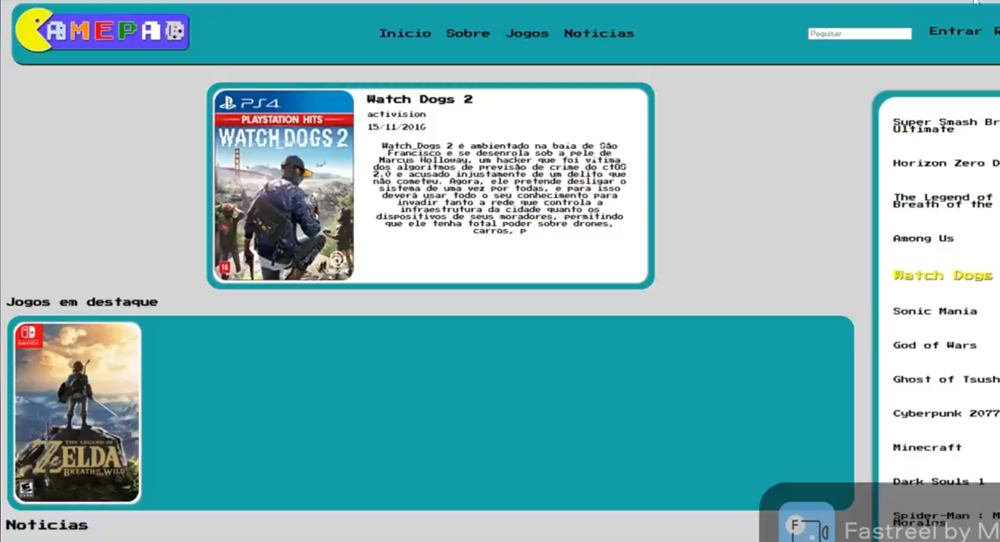 GAMEPAD
Inicio Sobre Jogos Noticias
Pequisar
Entrar R
PS4
PLAYSTATION HITS
WATCH DOGS 2
Watch Dogs 2
activision
15/11/2016
Watch_Dogs 2 é ambientado na baia de São
Francisco e se desenrola sob a pele de
Marcus Holloway, um hacker que foi vítima
dos algoritmos de previsão de crime do ctOS
2.0 e acusado injustamente de um delito que
não cometeu. Agora, ele pretende desligar o
sistema de uma vez por todas, e para isso
deverá usar todo o seu conhecimento para
invadir tanto a rede que controla a
infraestrutura da cidade quanto os
dispositivos de seus moradores, permitindo
que ele tenha total poder sobre drones,
carros, p
Super Smash Br
Ultimate
Horizon Zero D
The Legend of
Breath of the
Among Us
Watch Dogs
Sonic Mania
God of Wars
Ghost of Tsush
Cyberpunk 2077
Minecraft
Dark Souls 1
Spider-Man : M
Morales
Jogos em destaque
THE LEGEND OF
ZELDA
BREATH OF THE WILD
Noticias
Fastreel by M